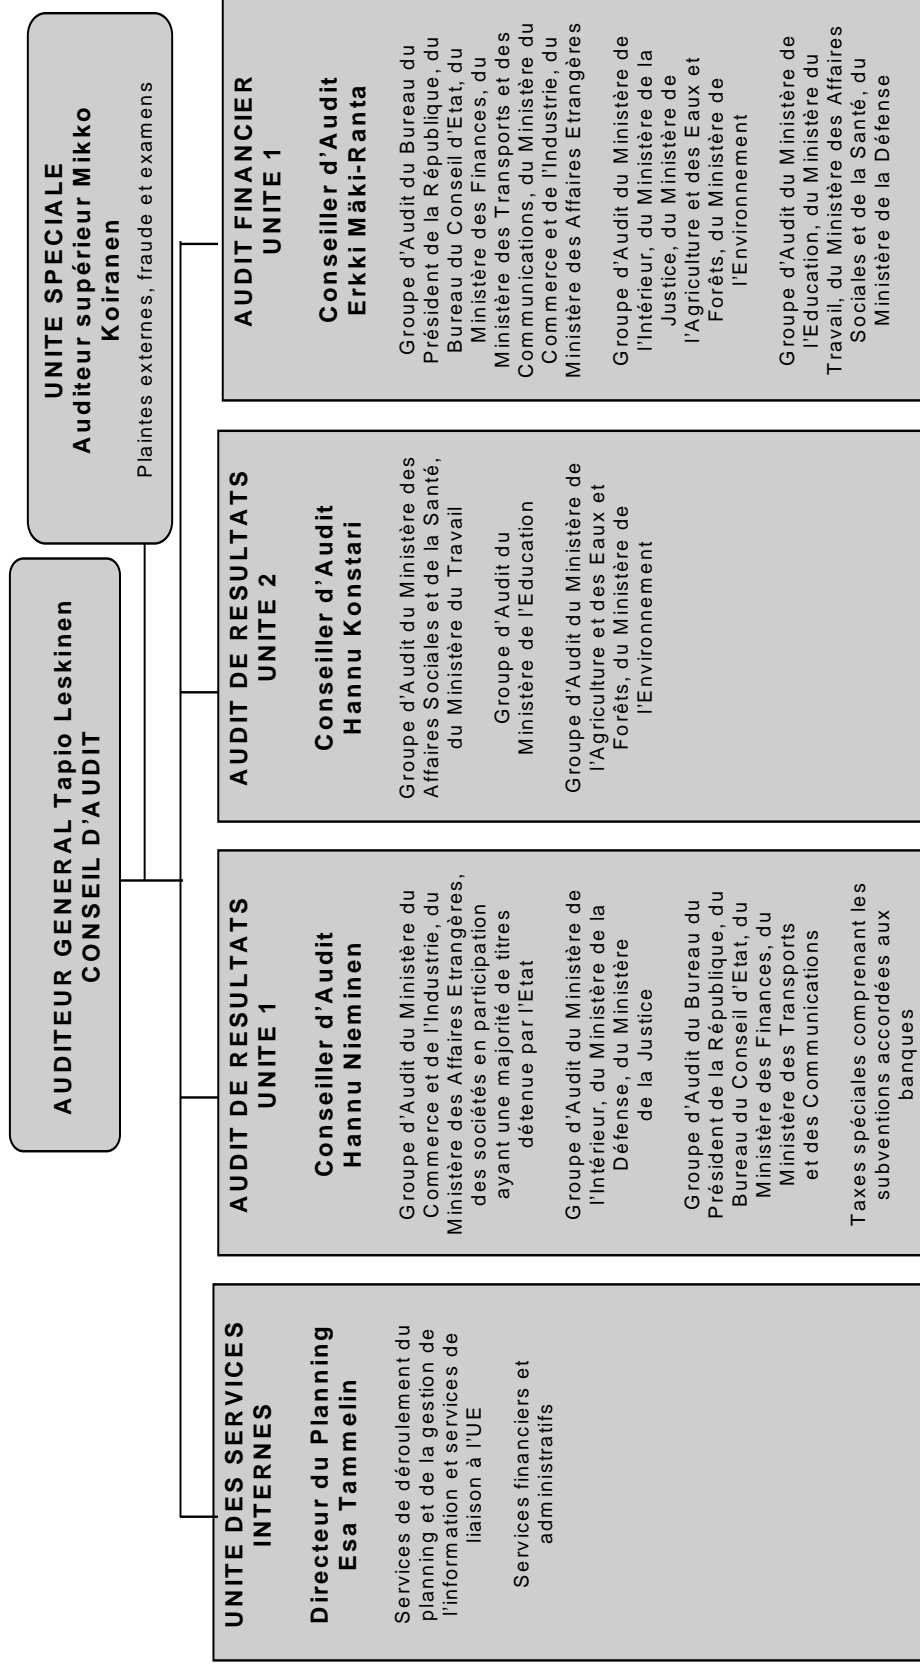 AUDITEUR GENERAL Tapio Leskinen
CONSEIL D'AUDIT
UNITE SPECIALE
Auditeur supérieur Mikko
Koiranen
Plaintes externes, fraude et examens
UNITE DES SERVICES
INTERNES
Directeur du Planning
Esa Tammelin
Services de déroulement du
planning et de la gestion de
l'information et services de
liaison à l'UE
Services financiers et
administratifs
AUDIT DE RESULTATS
UNITE 1
Conseiller d'Audit
Hannu Nieminen
Groupe d'Audit du Ministère du
Commerce et de l'Industrie, du
Ministère des Affaires Etrangères,
des sociétés en participation
ayant une majorité de titres
détenue par l'Etat
Groupe d'Audit du Ministère de
l'Intérieur, du Ministère de la
Défense, du Ministère
de la Justice
Groupe d'Audit du Bureau du
Président de la République, du
Bureau du Conseil d'Etat, du
Ministère des Finances, du
Ministère des Transports
et des Communications
Taxes spéciales comprenant les
subventions accordées aux
banques
AUDIT DE RESULTATS
UNITE 2
Conseiller d'Audit
Hannu Konstari
Groupe d'Audit du Ministère des
Affaires Sociales et de la Santé,
du Ministère du Travail
Groupe d'Audit du
Ministère de l'Education
Groupe d'Audit du Ministère de
l'Agriculture et des Eaux et
Forêts, du Ministère de
l'Environnement
AUDIT FINANCIER
UNITE 1
Conseiller d'Audit
Erkki Mäki-Ranta
Groupe d'Audit du Bureau du
Président de la République, du
Bureau du Conseil d'Etat, du
Ministère des Finances, du
Ministère des Transports et des
Communications, du Ministère du
Commerce et de l'Industrie, du
Ministère des Affaires Etrangères
Groupe d'Audit du Ministère de
l'Intérieur, du Ministère de la
Justice, du Ministère de
l'Agriculture et des Eaux et
Forêts, du Ministère de
l'Environnement
Groupe d'Audit du Ministère de
l'Education, du Ministère du
Travail, du Ministère des Affaires
Sociales et de la Santé, du
Ministère de la Défense